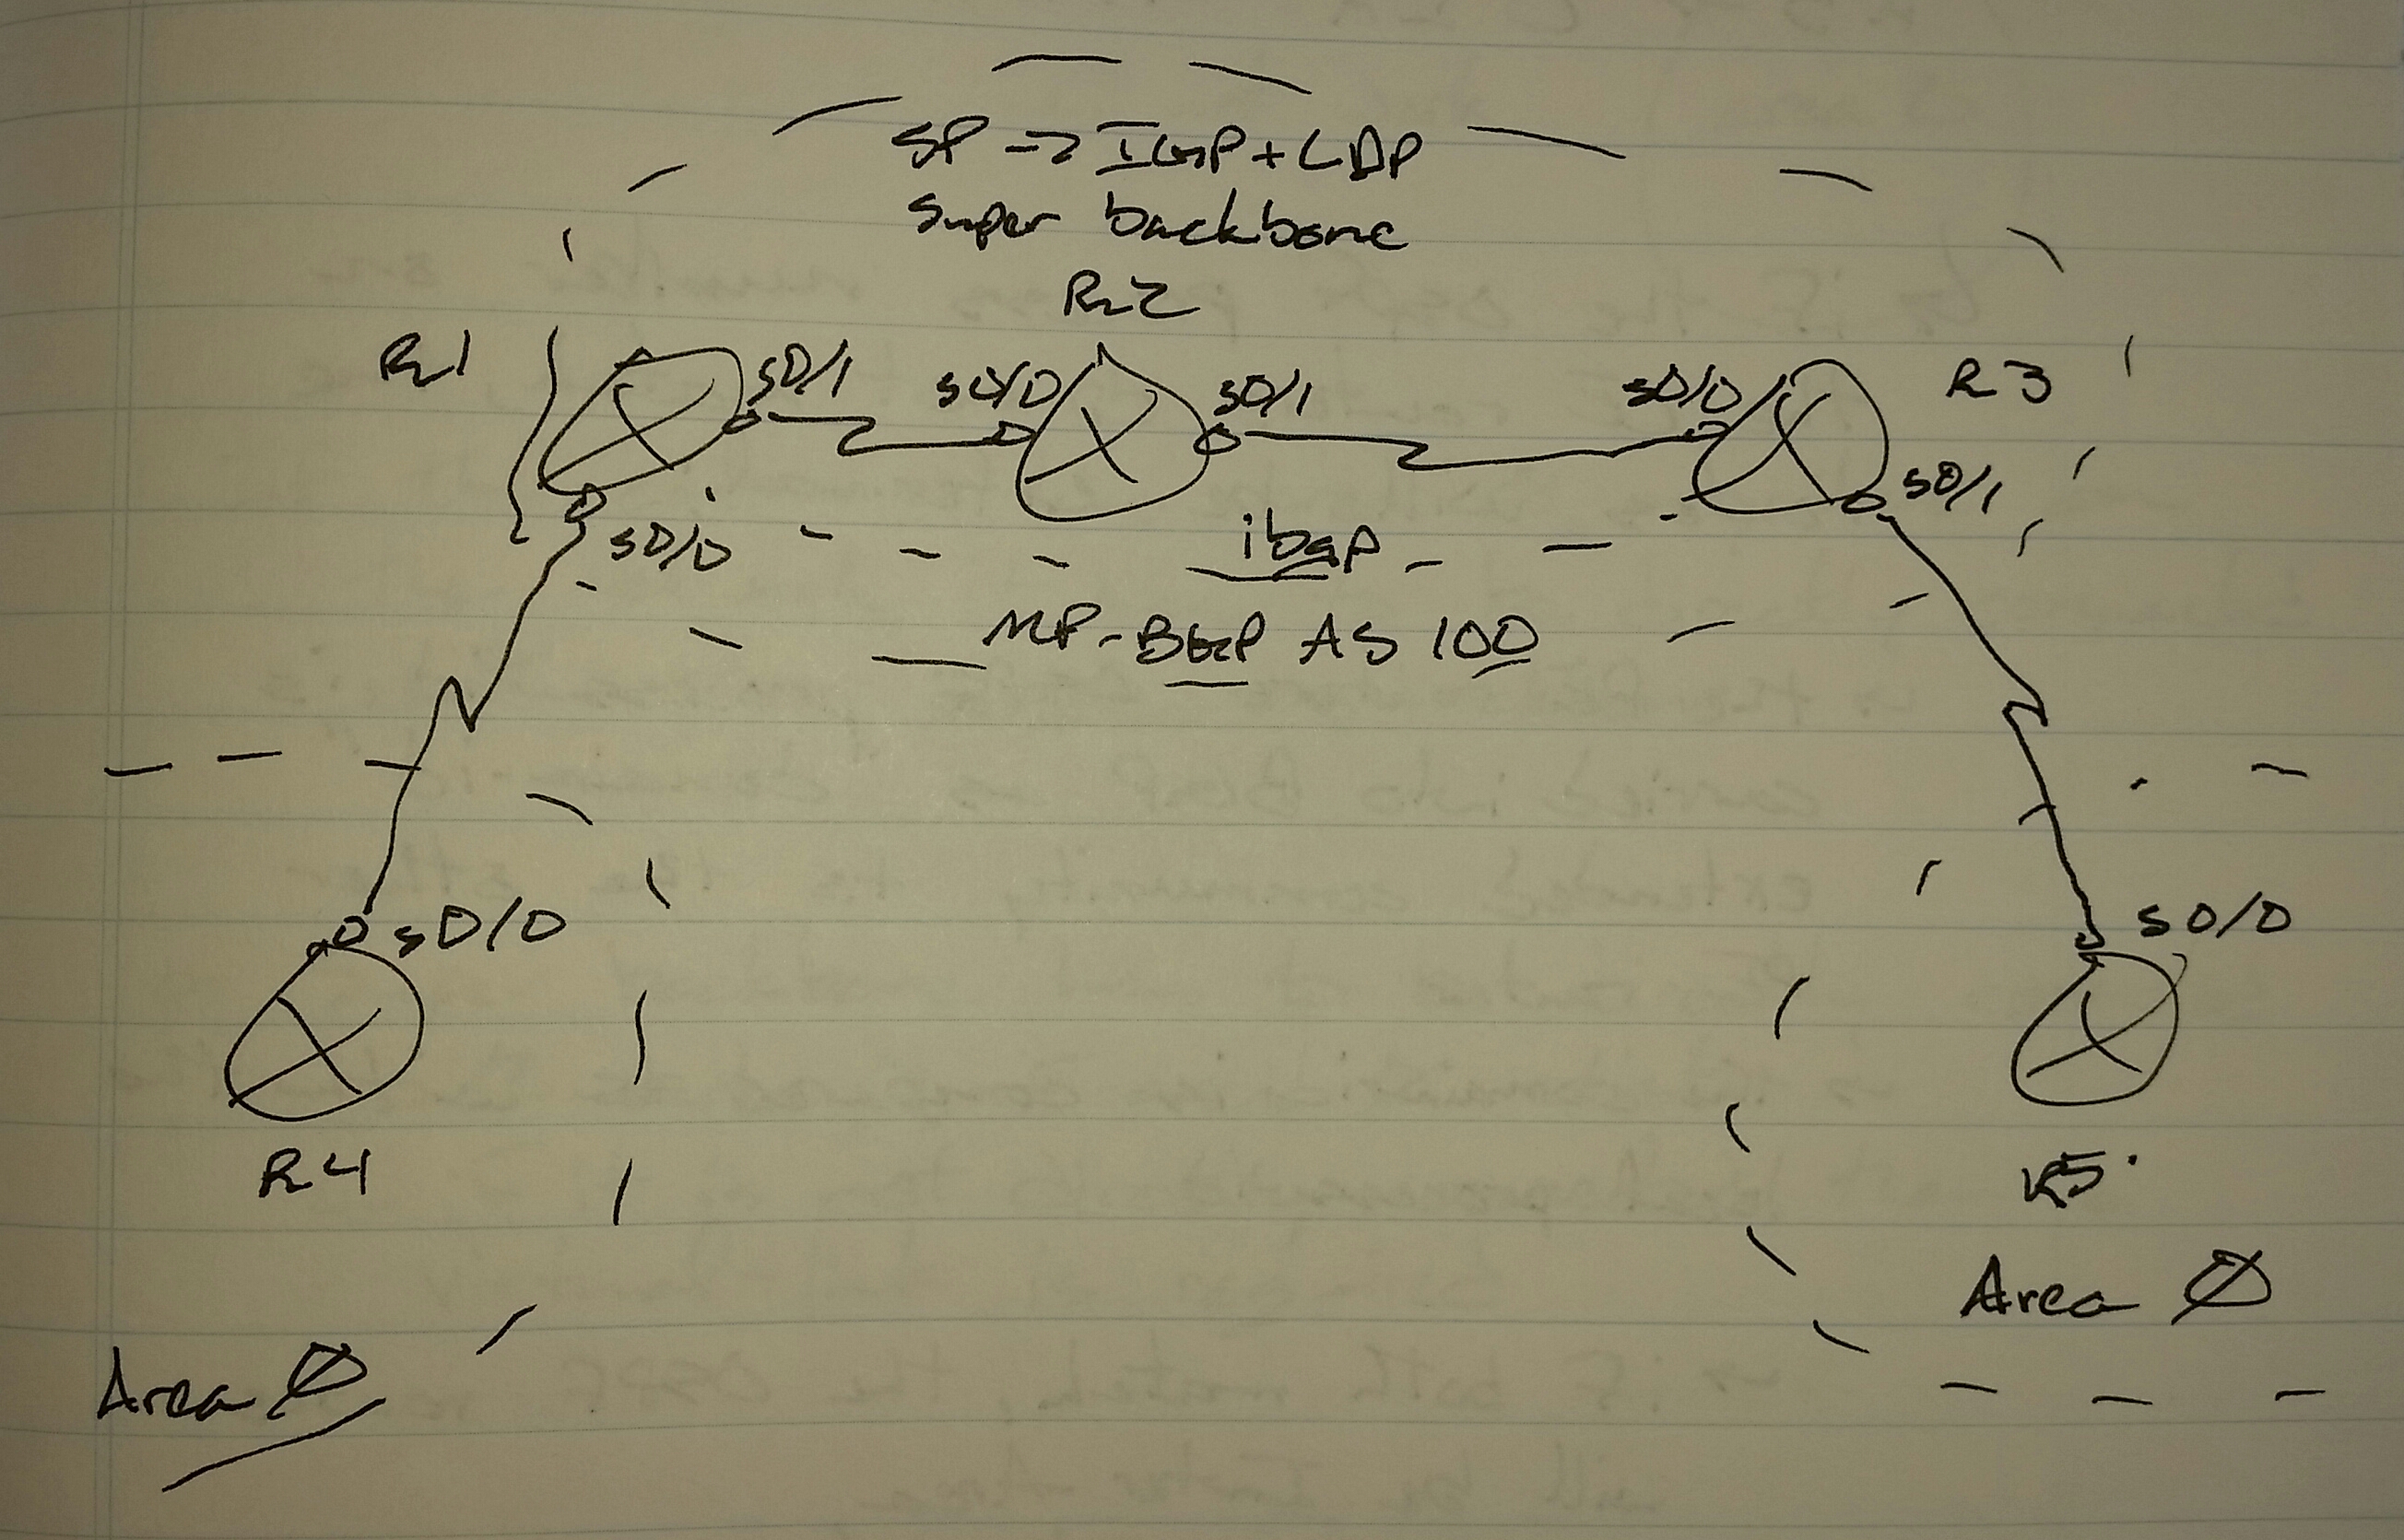 SP => IGP + LDP
Super backbone
R2
R1
S0/1
S0/0
S0/1
S0/0
R3
S0/1
S0/0
ibgp
MP-BGP AS 100
S0/0
S0/0
R4
R5
Area Ø
Area Ø